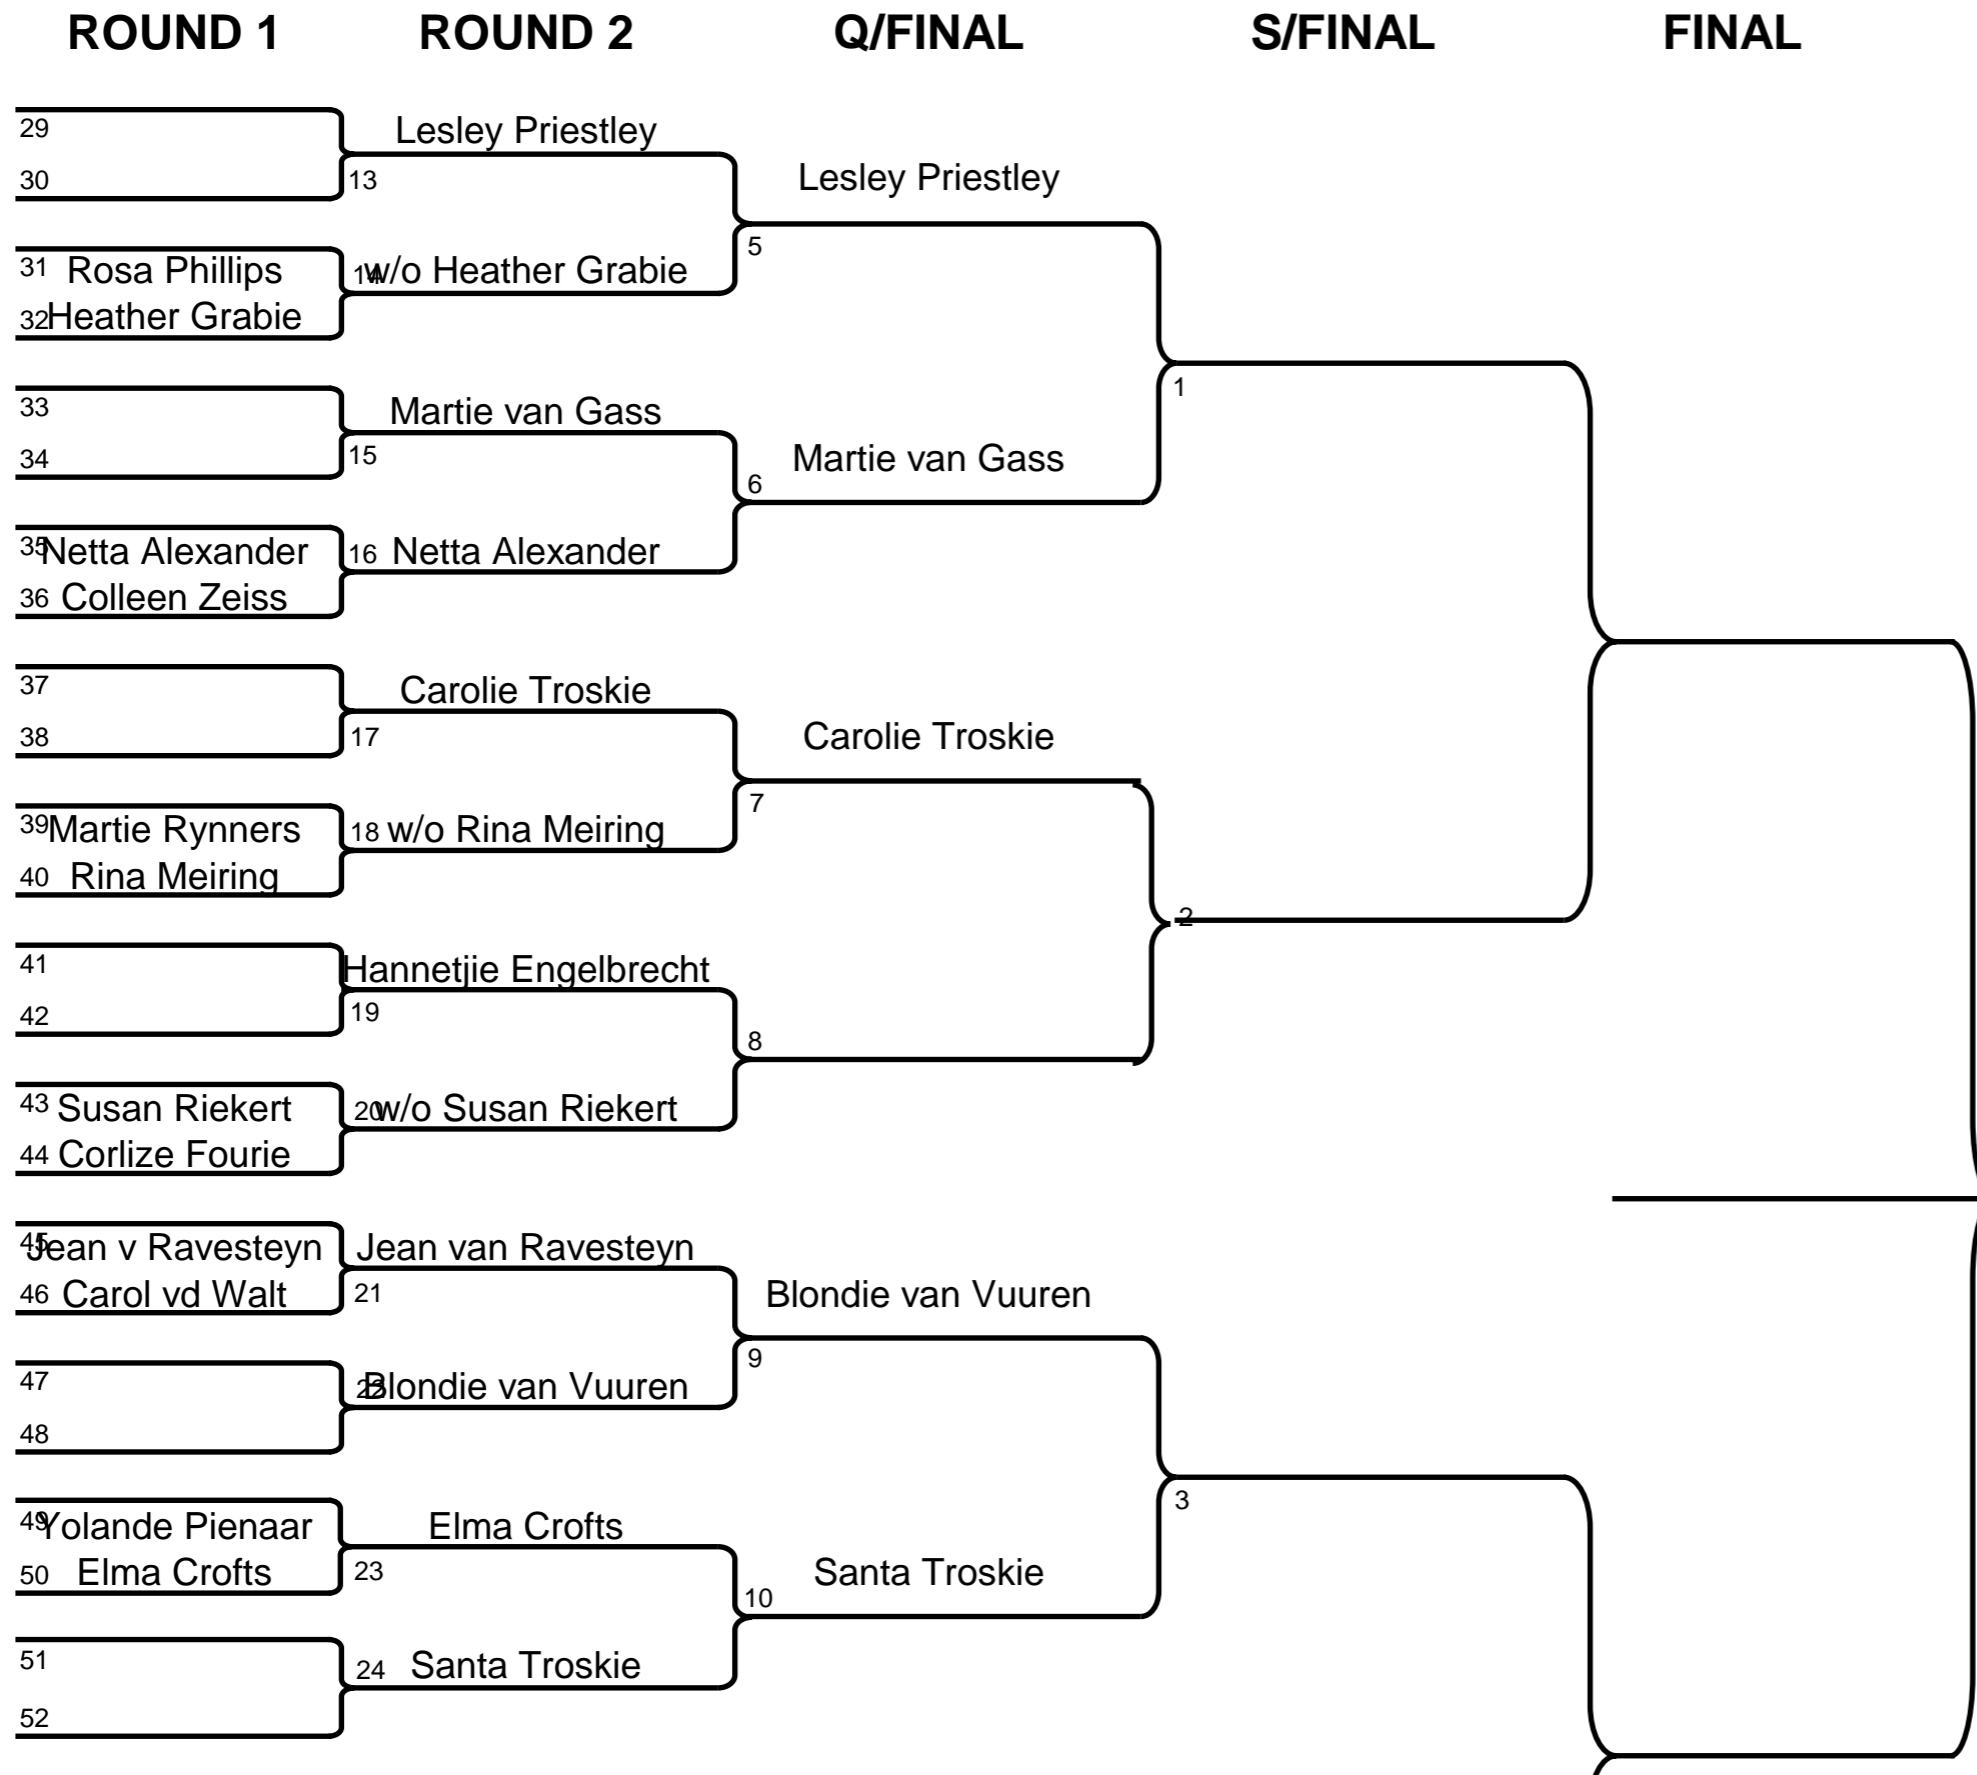 ROUND 1 ROUND 2 Q/FINAL S/FINAL FINAL
29 Lesley Priestley
30 13 Lesley Priestley
5
31 Rosa Phillips 14 w/o Heather Grabie
32 Heather Grabie
1
33 Martie van Gass
34 15 Martie van Gass
6
35 Netta Alexander 16 Netta Alexander
36 Colleen Zeiss
37 Carolie Troskie
38 17 Carolie Troskie
7
39 Martie Rynners 18 w/o Rina Meiring
40 Rina Meiring
2
41 Hannetjie Engelbrecht
42 19
8
43 Susan Riekert 20 w/o Susan Riekert
44 Corlize Fourie
45 Jean v Ravesteyn Jean van Ravesteyn
46 Carol vd Walt 21 Blondie van Vuuren
9
47 Blondie van Vuuren
48
3
49 Yolande Pienaar Elma Crofts
50 Elma Crofts 23 Santa Troskie
10
51 24 Santa Troskie
52